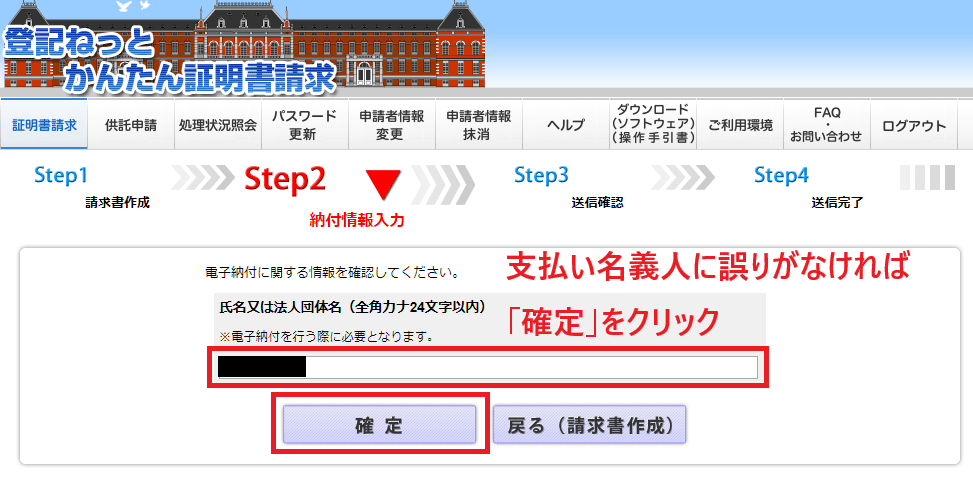 登記ねっと
かんたん証明書請求
証明書請求
供託申請
処理状況照会
パスワード
更新
申請者情報
変更
申請者情報
抹消
ヘルプ
ダウンロード
(ソフトウェア)
(操作手引書)
ご利用環境
FAQ
・
お問い合わせ
ログアウト
Step1
請求書作成
Step2
納付情報入力
Step3
送信確認
Step4
送信完了
電子納付に関する情報を確認してください。
支払い名義人に誤りがなければ
氏名又は法人団体名（全角カナ24文字以内）
「確定」をクリック
※電子納付を行う際に必要となります。
確 定
戻る（請求書作成）